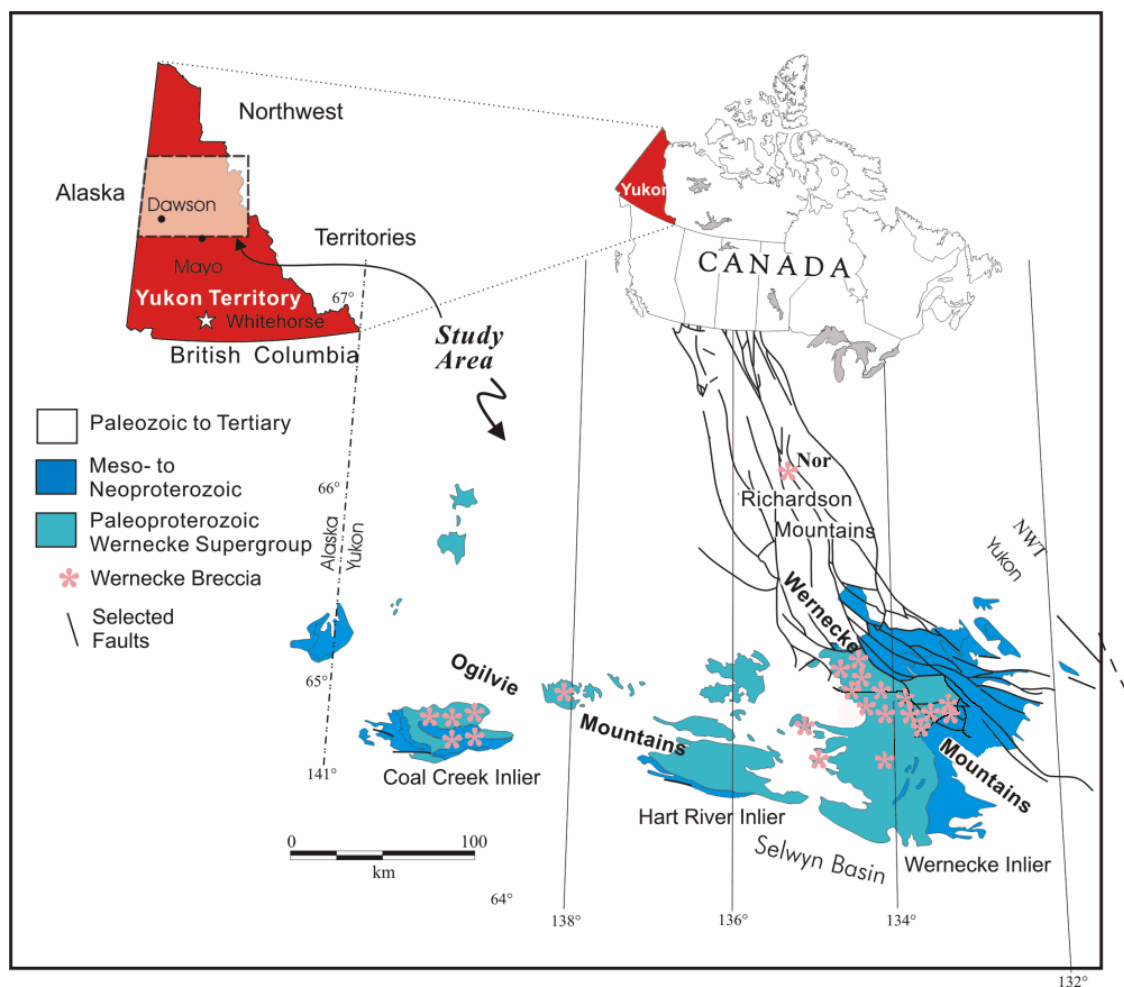 Northwest
Alaska
Dawson
Territories
Mayo
Yukon Territory
Whitehorse
British Columbia
Yukon
CANADA
Study
Area
67°
Paleozoic to Tertiary
Meso- to
Neoproterozoic
Paleoproterozoic
Wernecke Supergroup
Wernecke Breccia
Selected
Faults
66°
Alaska
Yukon
65°
141°
Nor
Richardson
Mountains
NWT
Yukon
Wernecke
Mountains
Ogilvie
Mountains
Coal Creek Inlier
Hart River Inlier
Selwyn Basin
Wernecke Inlier
0 100
km
64°
138°
136°
134°
132°